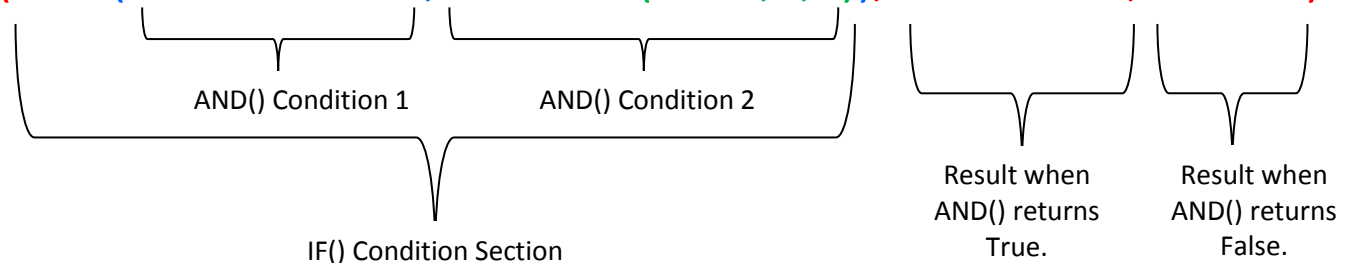 AND() Condition 1 AND() Condition 2
Result when Result when
AND() returns AND() returns
True. False.
IF() Condition Section